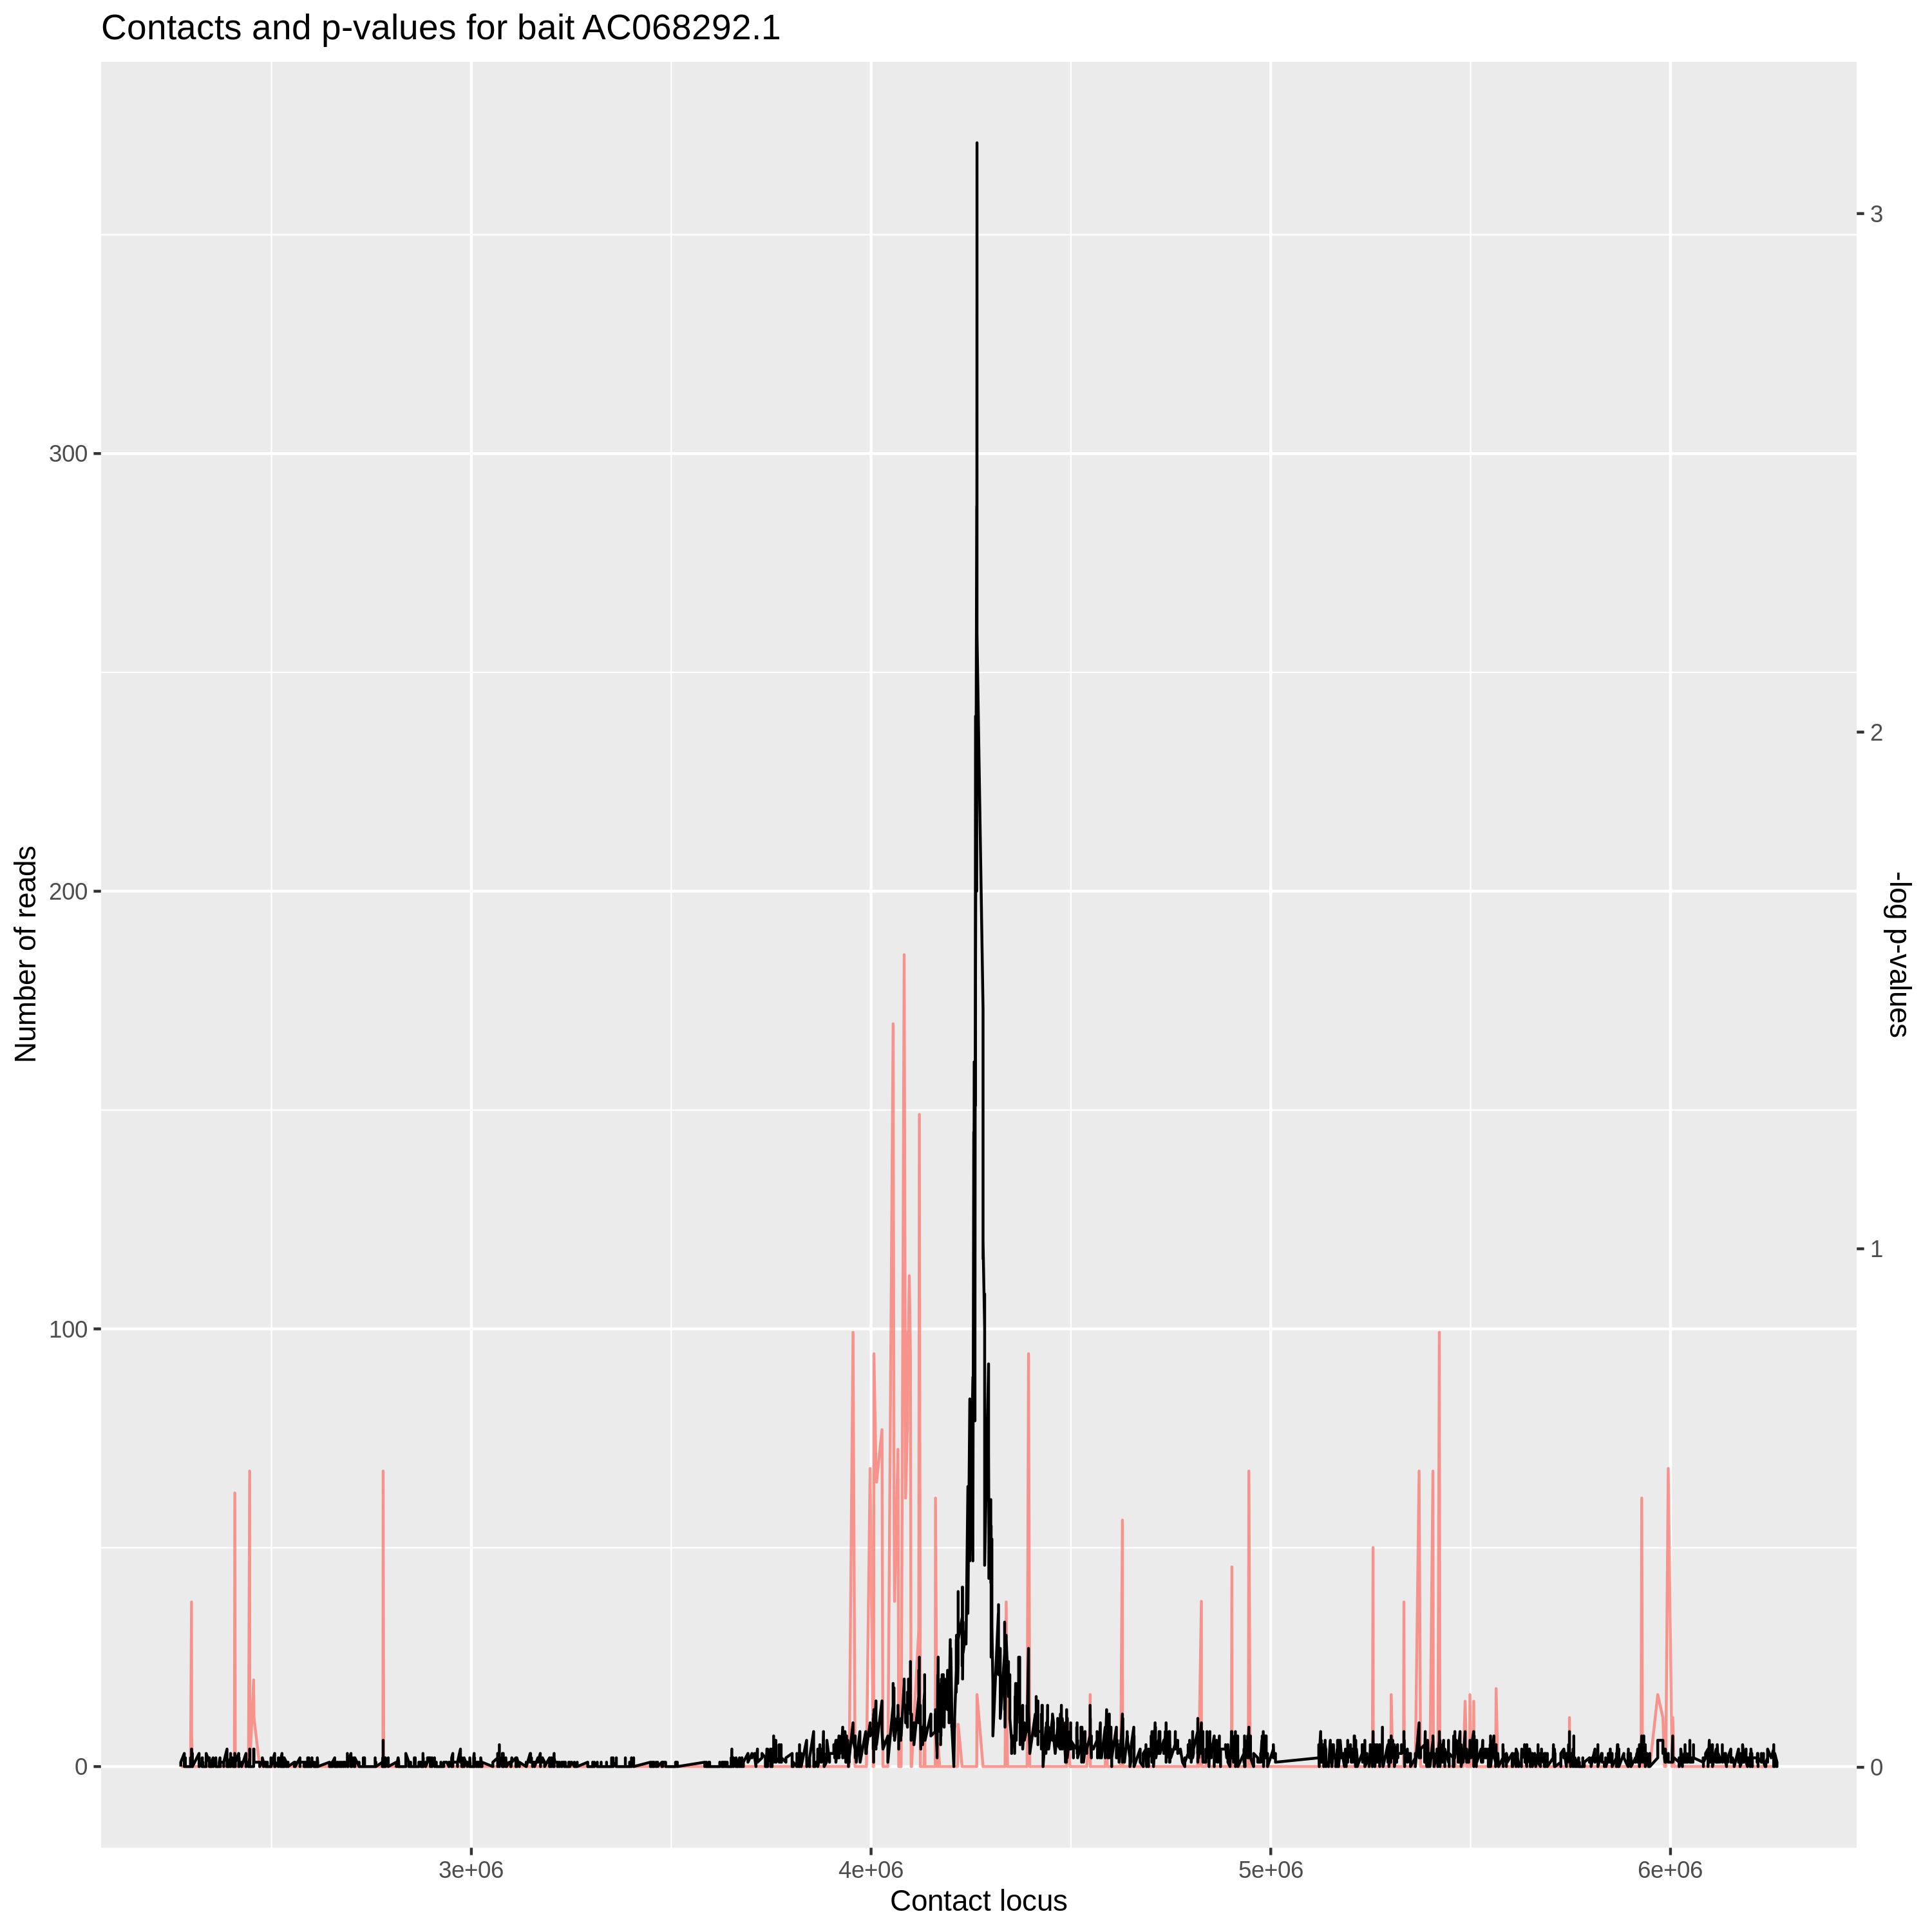 Contacts and p-values for bait AC068292.1
Number of reads
300
200
100
0
3
2
1
0
-log p-values
3e+06 4e+06 5e+06 6e+06
Contact locus